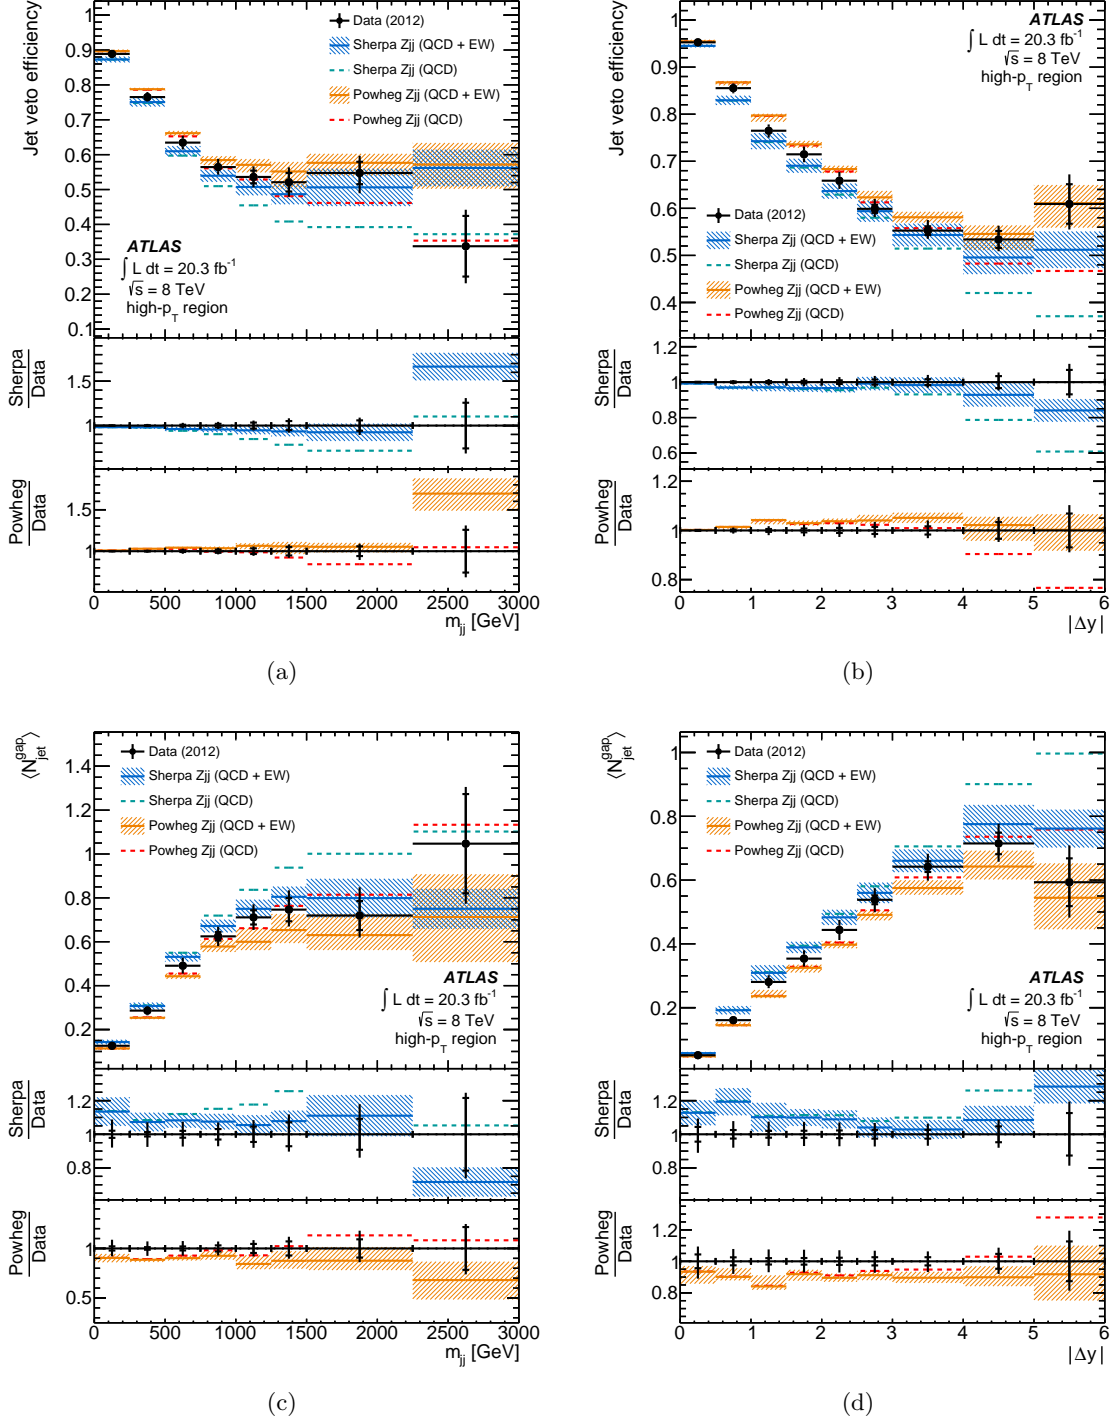 Jet veto efficiency
1
0.9
0.8
0.7
0.6
0.5
0.4
0.3
0.2
0.1
Data (2012)
Sherpa Zjj (QCD + EW)
Sherpa Zjj (QCD)
Powheg Zjj (QCD + EW)
Powheg Zjj (QCD)
ATLAS
∫ L dt = 20.3 fb⁻¹
√s = 8 TeV
high-p_T region
Sherpa
Data
1.5
1
Powheg
Data
1.5
1
0 500 1000 1500 2000 2500 3000
m_jj [GeV]
(a)
Jet veto efficiency
1
0.9
0.8
0.7
0.6
0.5
0.4
ATLAS
∫ L dt = 20.3 fb⁻¹
√s = 8 TeV
high-p_T region
Data (2012)
Sherpa Zjj (QCD + EW)
Sherpa Zjj (QCD)
Powheg Zjj (QCD + EW)
Powheg Zjj (QCD)
Sherpa
Data
1.2
1
0.8
0.6
Powheg
Data
1.2
1
0.8
0 1 2 3 4 5 6
|Δy|
(b)
⟨N_jet^gap⟩
1.4
1.2
1
0.8
0.6
0.4
0.2
Data (2012)
Sherpa Zjj (QCD + EW)
Sherpa Zjj (QCD)
Powheg Zjj (QCD + EW)
Powheg Zjj (QCD)
ATLAS
∫ L dt = 20.3 fb⁻¹
√s = 8 TeV
high-p_T region
Sherpa
Data
1.2
1
0.8
Powheg
Data
1
0.5
0 500 1000 1500 2000 2500 3000
m_jj [GeV]
(c)
⟨N_jet^gap⟩
1
0.8
0.6
0.4
0.2
Data (2012)
Sherpa Zjj (QCD + EW)
Sherpa Zjj (QCD)
Powheg Zjj (QCD + EW)
Powheg Zjj (QCD)
ATLAS
∫ L dt = 20.3 fb⁻¹
√s = 8 TeV
high-p_T region
Sherpa
Data
1.2
1
0.8
Powheg
Data
1.2
1
0.8
0 1 2 3 4 5 6
|Δy|
(d)